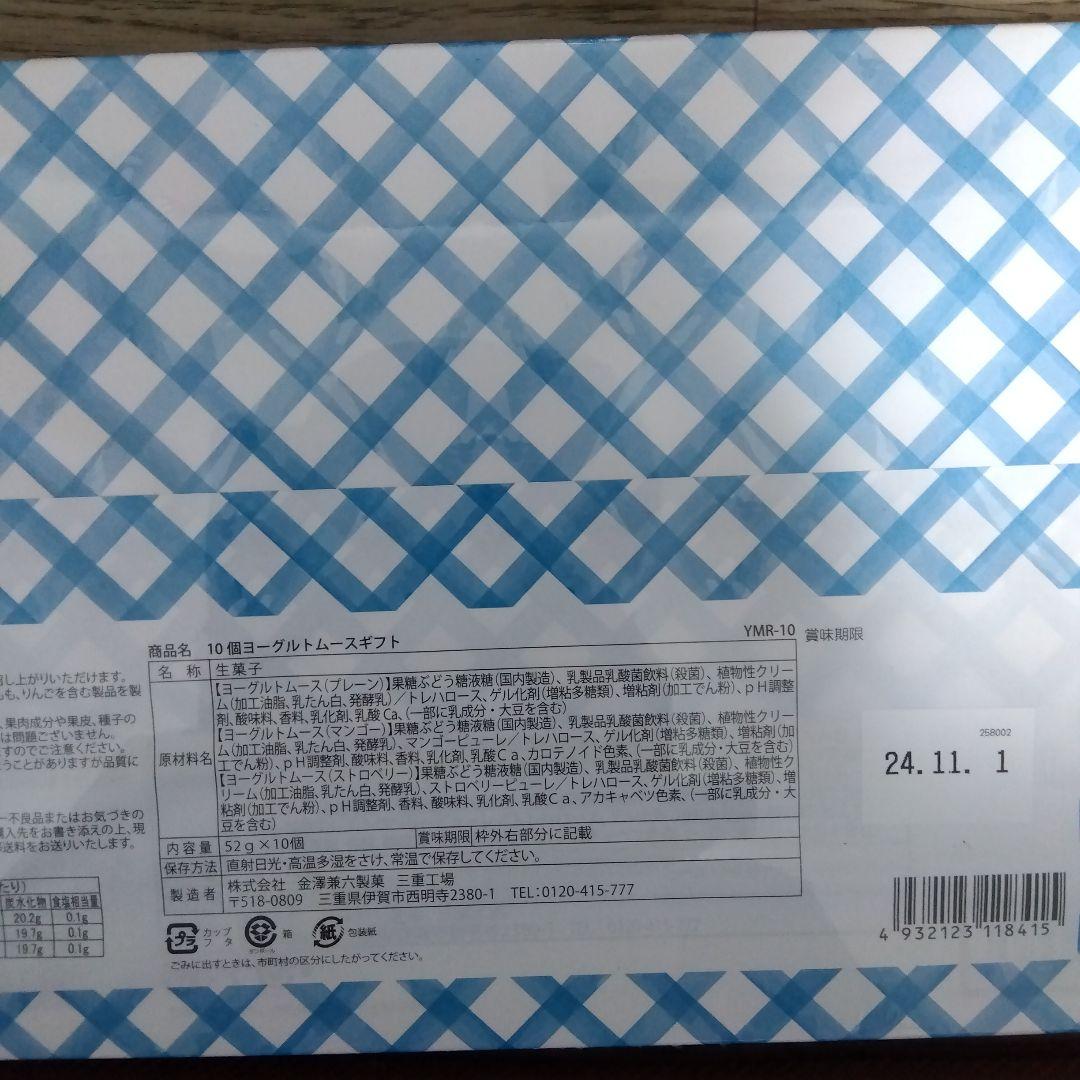 商品名 10個ヨーグルトムースギフト
YMR-10 賞味期限
名称 生菓子
原材料名
【ヨーグルトムース(プレーン)】果糖ぶどう糖液糖(国内製造)、乳製品乳酸菌飲料(殺菌)、植物性クリー
ム(加工油脂、乳たん白、発酵乳)／トレハロース、ゲル化剤(増粘多糖類)、増粘剤(加工でん粉)、pH調整
剤、酸味料、香料、乳化剤、乳酸Ca、(一部に乳成分・大豆を含む)
【ヨーグルトムース(マンゴー)】果糖ぶどう糖液糖(国内製造)、乳製品乳酸菌飲料(殺菌)、植物性クリー
ム(加工油脂、乳たん白、発酵乳)、マンゴーピューレ／トレハロース、ゲル化剤(増粘多糖類)、増粘剤(加
工でん粉)、pH調整剤、酸味料、香料、乳化剤、乳酸Ca、カロテノイド色素、(一部に乳成分・大豆を含む)
【ヨーグルトムース(ストロベリー)】果糖ぶどう糖液糖(国内製造)、乳製品乳酸菌飲料(殺菌)、植物性ク
リーム(加工油脂、乳たん白、発酵乳)、ストロベリーピューレ／トレハロース、ゲル化剤(増粘多糖類)、増
粘剤(加工でん粉)、pH調整剤、香料、酸味料、乳化剤、乳酸Ca、アカキャベツ色素、(一部に乳成分・大
豆を含む)
内容量 52g×10個 賞味期限 枠外右部分に記載
保存方法 直射日光・高温多湿をさけ、常温で保存してください。
製造者 株式会社 金澤兼六製菓 三重工場
〒518-0809 三重県伊賀市西明寺2380-1 TEL:0120-415-777
プラ カップ フタ 箱 紙 包装紙
ごみに出すときは、市町村の区分にしたがってください。
258002
24.11. 1
4 932123 118415
し上がりいただけます。
も、りんごを含む製品を製
、果肉成分や果皮、種子の
は問題ございません。
すのでご注意ください。
うことがありますが品質に
一不良品またはお気づきの
購入先をお書き添えの上、現
送料をお送りいたします。
たり)
炭水化物 食塩相当量
20.2g 0.1g
19.7g 0.1g
19.7g 0.1g